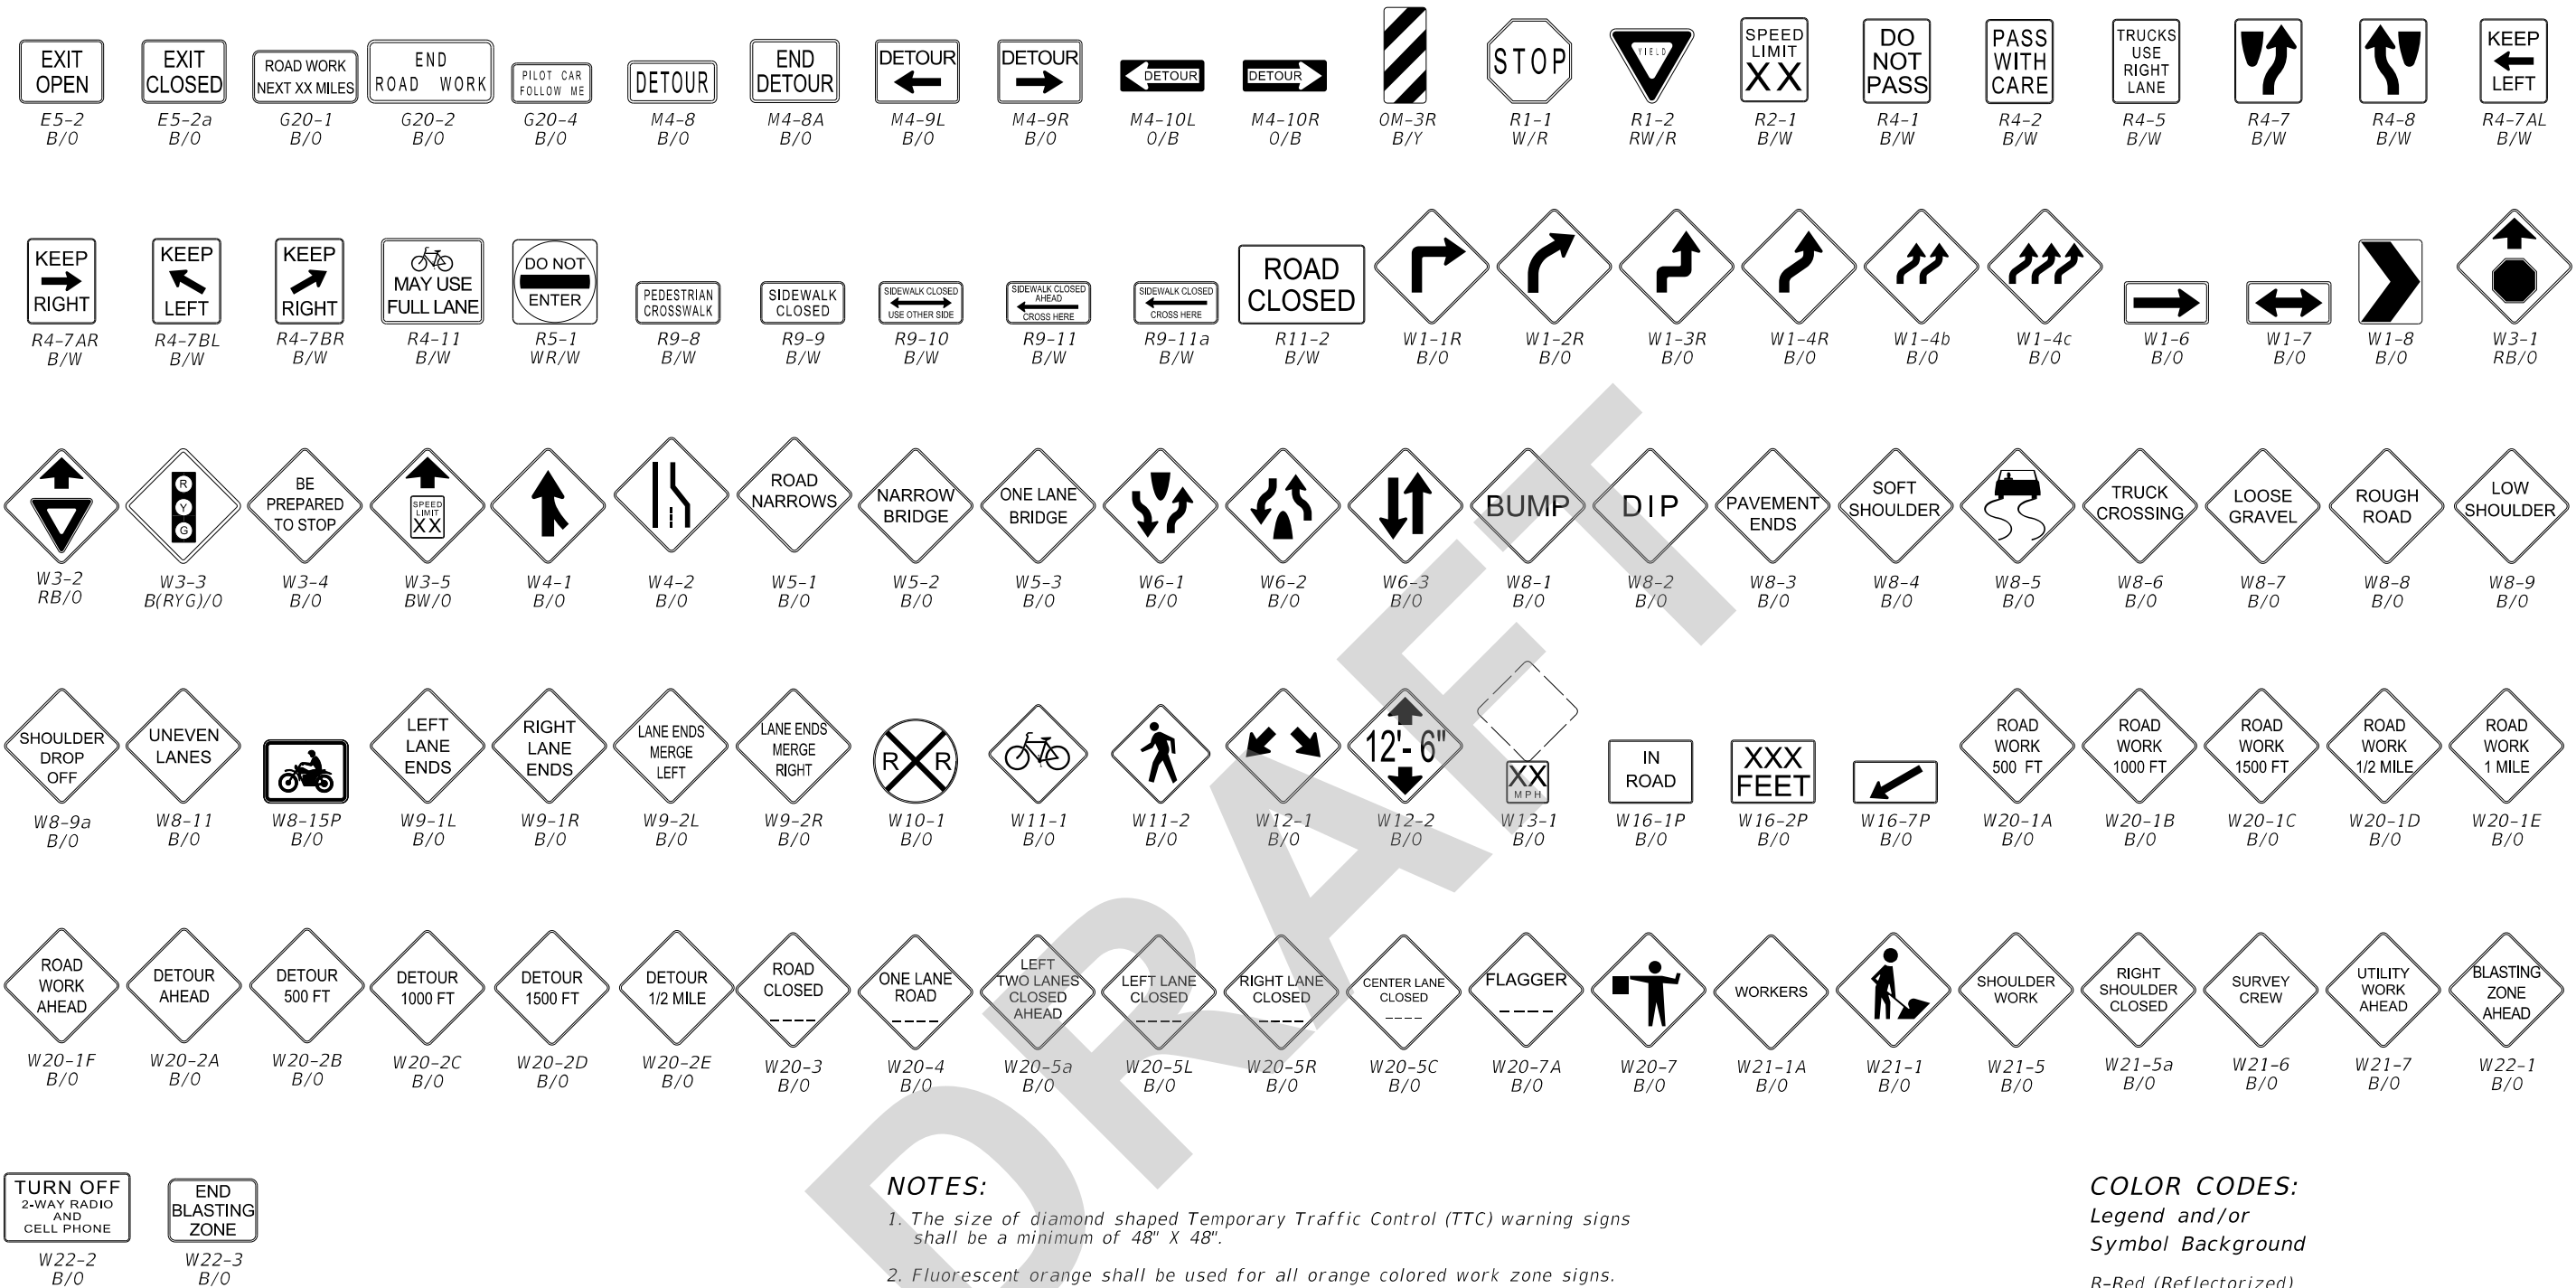 EXIT
OPEN
E5-2
B/O
EXIT
CLOSED
E5-2a
B/O
ROAD WORK
NEXT XX MILES
G20-1
B/O
END
ROAD WORK
G20-2
B/O
PILOT CAR
FOLLOW ME
G20-4
B/O
DETOUR
M4-8
B/O
END
DETOUR
M4-8A
B/O
DETOUR
M4-9L
B/O
DETOUR
M4-9R
B/O
DETOUR
M4-10L
O/B
DETOUR
M4-10R
O/B
OM-3R
B/Y
STOP
R1-1
W/R
YIELD
R1-2
RW/R
SPEED
LIMIT
XX
R2-1
B/W
DO
NOT
PASS
R4-1
B/W
PASS
WITH
CARE
R4-2
B/W
TRUCKS
USE
RIGHT
LANE
R4-5
B/W
R4-7
B/W
R4-8
B/W
KEEP
LEFT
R4-7AL
B/W
KEEP
RIGHT
R4-7AR
B/W
KEEP
LEFT
R4-7BL
B/W
KEEP
RIGHT
R4-7BR
B/W
MAY USE
FULL LANE
R4-11
B/W
DO NOT
ENTER
R5-1
WR/W
PEDESTRIAN
CROSSWALK
R9-8
B/W
SIDEWALK
CLOSED
R9-9
B/W
SIDEWALK CLOSED
USE OTHER SIDE
R9-10
B/W
SIDEWALK CLOSED
AHEAD
CROSS HERE
R9-11
B/W
SIDEWALK CLOSED
CROSS HERE
R9-11a
B/W
ROAD
CLOSED
R11-2
B/W
W1-1R
B/O
W1-2R
B/O
W1-3R
B/O
W1-4R
B/O
W1-4b
B/O
W1-4c
B/O
W1-6
B/O
W1-7
B/O
W1-8
B/O
W3-1
RB/O
W3-2
RB/O
R
Y
G
W3-3
B(RYG)/O
BE
PREPARED
TO STOP
W3-4
B/O
SPEED
LIMIT
XX
W3-5
BW/O
W4-1
B/O
W4-2
B/O
ROAD
NARROWS
W5-1
B/O
NARROW
BRIDGE
W5-2
B/O
ONE LANE
BRIDGE
W5-3
B/O
W6-1
B/O
W6-2
B/O
W6-3
B/O
BUMP
W8-1
B/O
DIP
W8-2
B/O
PAVEMENT
ENDS
W8-3
B/O
SOFT
SHOULDER
W8-4
B/O
W8-5
B/O
TRUCK
CROSSING
W8-6
B/O
LOOSE
GRAVEL
W8-7
B/O
ROUGH
ROAD
W8-8
B/O
LOW
SHOULDER
W8-9
B/O
SHOULDER
DROP
OFF
W8-9a
B/O
UNEVEN
LANES
W8-11
B/O
W8-15P
B/O
LEFT
LANE
ENDS
W9-1L
B/O
RIGHT
LANE
ENDS
W9-1R
B/O
LANE ENDS
MERGE
LEFT
W9-2L
B/O
LANE ENDS
MERGE
RIGHT
W9-2R
B/O
R R
W10-1
B/O
W11-1
B/O
W11-2
B/O
W12-1
B/O
12'- 6"
W12-2
B/O
XX
MPH
W13-1
B/O
IN
ROAD
W16-1P
B/O
XXX
FEET
W16-2P
B/O
W16-7P
B/O
ROAD
WORK
500 FT
W20-1A
B/O
ROAD
WORK
1000 FT
W20-1B
B/O
ROAD
WORK
1500 FT
W20-1C
B/O
ROAD
WORK
1/2 MILE
W20-1D
B/O
ROAD
WORK
1 MILE
W20-1E
B/O
ROAD
WORK
AHEAD
W20-1F
B/O
DETOUR
AHEAD
W20-2A
B/O
DETOUR
500 FT
W20-2B
B/O
DETOUR
1000 FT
W20-2C
B/O
DETOUR
1500 FT
W20-2D
B/O
DETOUR
1/2 MILE
W20-2E
B/O
ROAD
CLOSED
----
W20-3
B/O
ONE LANE
ROAD
----
W20-4
B/O
LEFT
TWO LANES
CLOSED
AHEAD
W20-5a
B/O
LEFT LANE
CLOSED
----
W20-5L
B/O
RIGHT LANE
CLOSED
----
W20-5R
B/O
CENTER LANE
CLOSED
----
W20-5C
B/O
FLAGGER
----
W20-7A
B/O
W20-7
B/O
WORKERS
W21-1A
B/O
W21-1
B/O
SHOULDER
WORK
W21-5
B/O
RIGHT
SHOULDER
CLOSED
W21-5a
B/O
SURVEY
CREW
W21-6
B/O
UTILITY
WORK
AHEAD
W21-7
B/O
BLASTING
ZONE
AHEAD
W22-1
B/O
TURN OFF
2-WAY RADIO
AND
CELL PHONE
W22-2
B/O
END
BLASTING
ZONE
W22-3
B/O
NOTES:
1. The size of diamond shaped Temporary Traffic Control (TTC) warning signs
shall be a minimum of 48" X 48".
2. Fluorescent orange shall be used for all orange colored work zone signs.
COLOR CODES:
Legend and/or
Symbol Background
R-Red (Reflectorized)
DRAFT